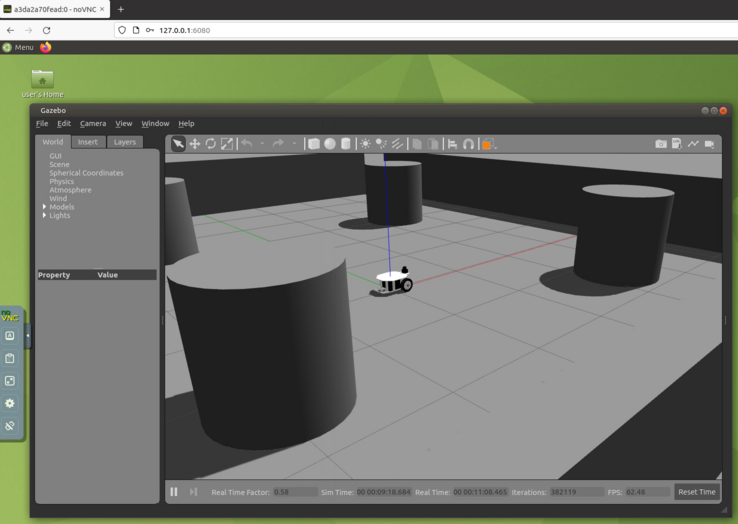 a3da2a70fead:0 - noVNC
127.0.0.1:6080
Menu
user's Home
Gazebo
File Edit Camera View Window Help
World Insert Layers
GUI
Scene
Spherical Coordinates
Physics
Atmosphere
Wind
Models
Lights
Property Value
no
VNC
A
Real Time Factor: 0.58 Sim Time: 00 00:09:18.684 Real Time: 00 00:11:08.465 Iterations: 382119 FPS: 62.48 Reset Time